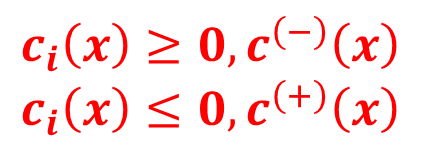 cᵢ(x) ≥ 0, c⁽⁻⁾(x)
cᵢ(x) ≤ 0, c⁽⁺⁾(x)